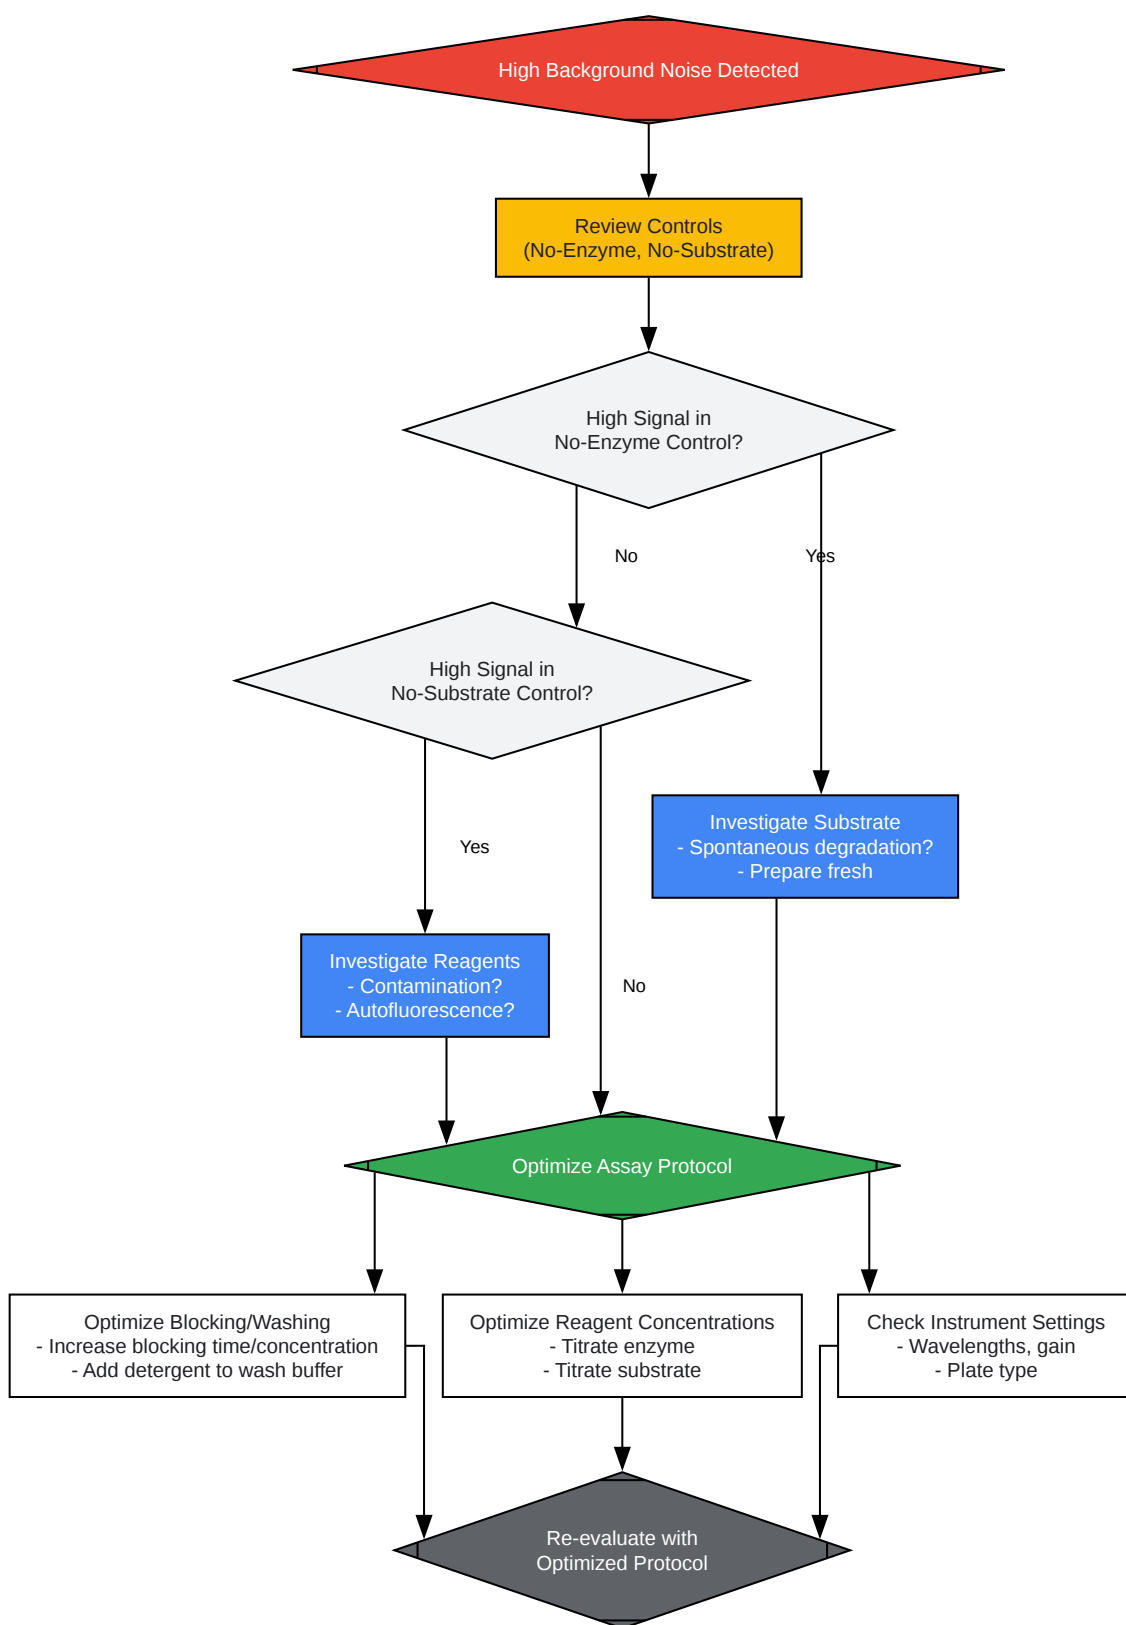 High Background Noise Detected
Review Controls
(No-Enzyme, No-Substrate)
High Signal in
No-Enzyme Control?
No
Yes
High Signal in
No-Substrate Control?
Investigate Substrate
- Spontaneous degradation?
- Prepare fresh
Yes
Investigate Reagents
- Contamination?
- Autofluorescence?
No
Optimize Assay Protocol
Optimize Blocking/Washing
- Increase blocking time/concentration
- Add detergent to wash buffer
Optimize Reagent Concentrations
- Titrate enzyme
- Titrate substrate
Check Instrument Settings
- Wavelengths, gain
- Plate type
Re-evaluate with
Optimized Protocol